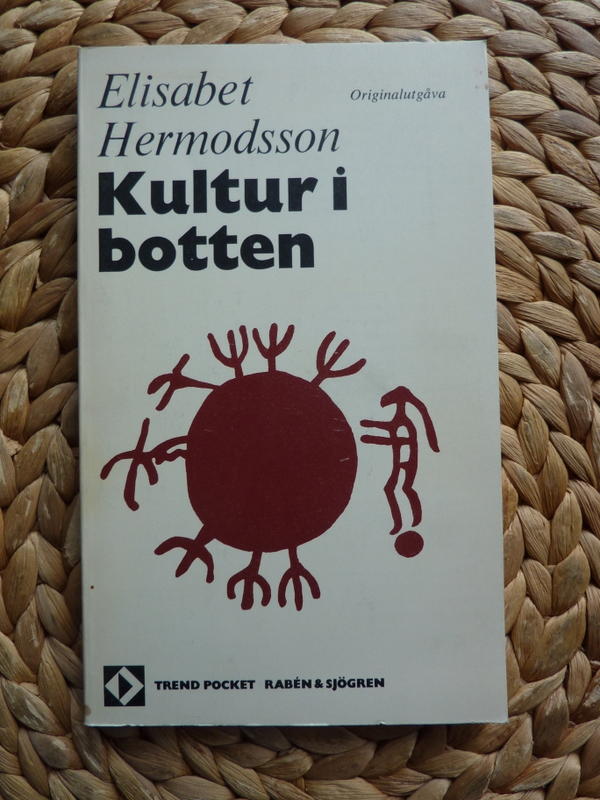 Elisabet
Hermodsson
Originalutgåva
Kultur i
botten
TREND POCKET RABÉN & SJÖGREN